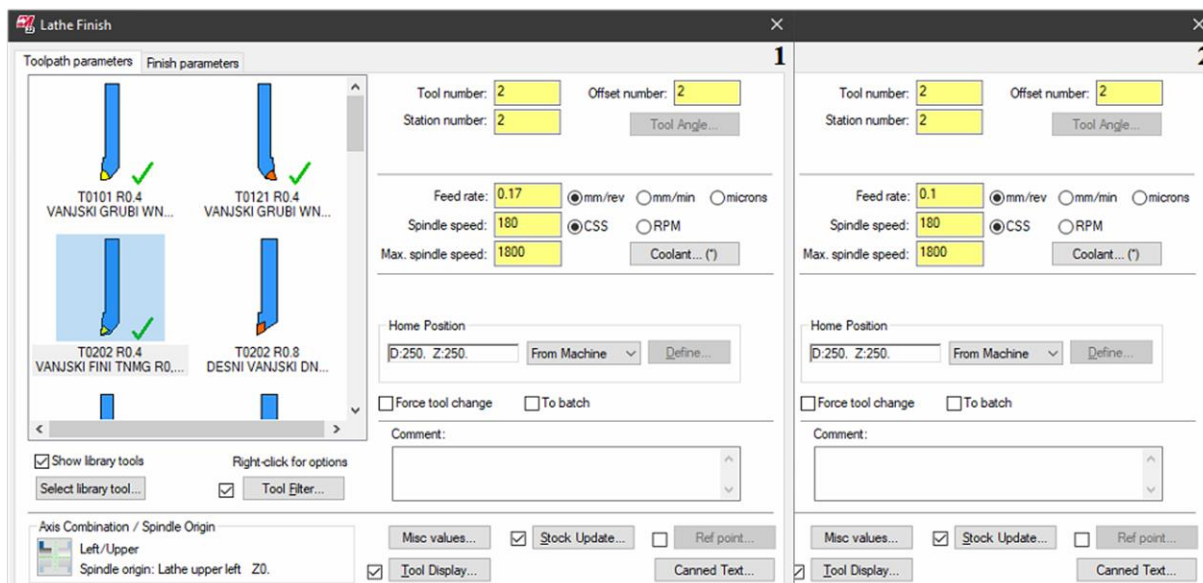 Lathe Finish
Toolpath parameters Finish parameters
1
2
T0101 R0.4
VANJSKI GRUBI WN...
T0121 R0.4
VANJSKI GRUBI WN...
T0202 R0.4
VANJSKI FINI TNMG R0,...
T0202 R0.8
DESNI VANJSKI DN...
Show library tools
Right-click for options
Select library tool...
Tool Filter...
Axis Combination / Spindle Origin
Left/Upper
Spindle origin: Lathe upper left Z0.
Tool number: 2 Offset number: 2
Station number: 2 Tool Angle...
Feed rate: 0.17 mm/rev mm/min microns
Spindle speed: 180 CSS RPM
Max. spindle speed: 1800 Coolant... (*)
Home Position
D:250. Z:250. From Machine Define...
Force tool change To batch
Comment:
Misc values... Stock Update... Ref point...
Tool Display... Canned Text...
Tool number: 2 Offset number: 2
Station number: 2 Tool Angle...
Feed rate: 0.1 mm/rev mm/min microns
Spindle speed: 180 CSS RPM
Max. spindle speed: 1800 Coolant... (*)
Home Position
D:250. Z:250. From Machine Define...
Force tool change To batch
Comment:
Misc values... Stock Update... Ref point...
Tool Display... Canned Text...